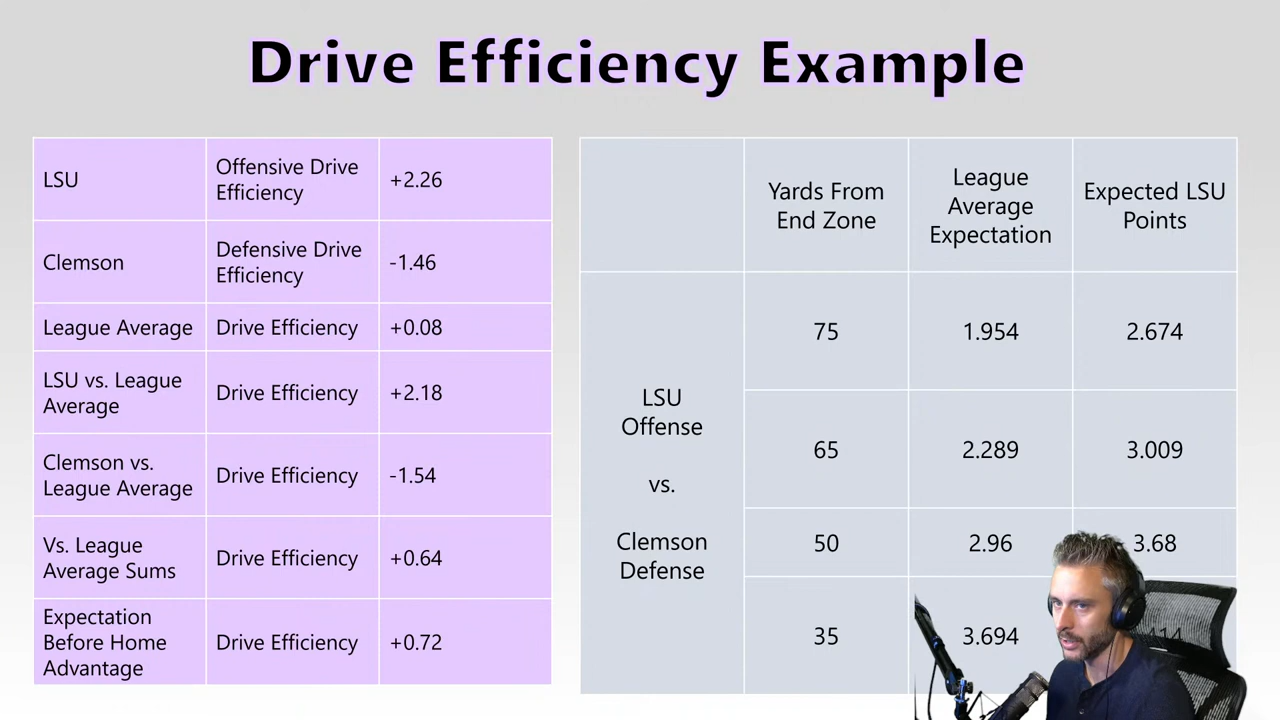 Drive Efficiency Example
LSU
Offensive Drive
Efficiency
+2.26
Clemson
Defensive Drive
Efficiency
-1.46
League Average
Drive Efficiency
+0.08
LSU vs. League
Average
Drive Efficiency
+2.18
Clemson vs.
League Average
Drive Efficiency
-1.54
Vs. League
Average Sums
Drive Efficiency
+0.64
Expectation
Before Home
Advantage
Drive Efficiency
+0.72
Yards From
End Zone
League
Average
Expectation
Expected LSU
Points
LSU
Offense
vs.
Clemson
Defense
75
1.954
2.674
65
2.289
3.009
50
2.96
3.68
35
3.694